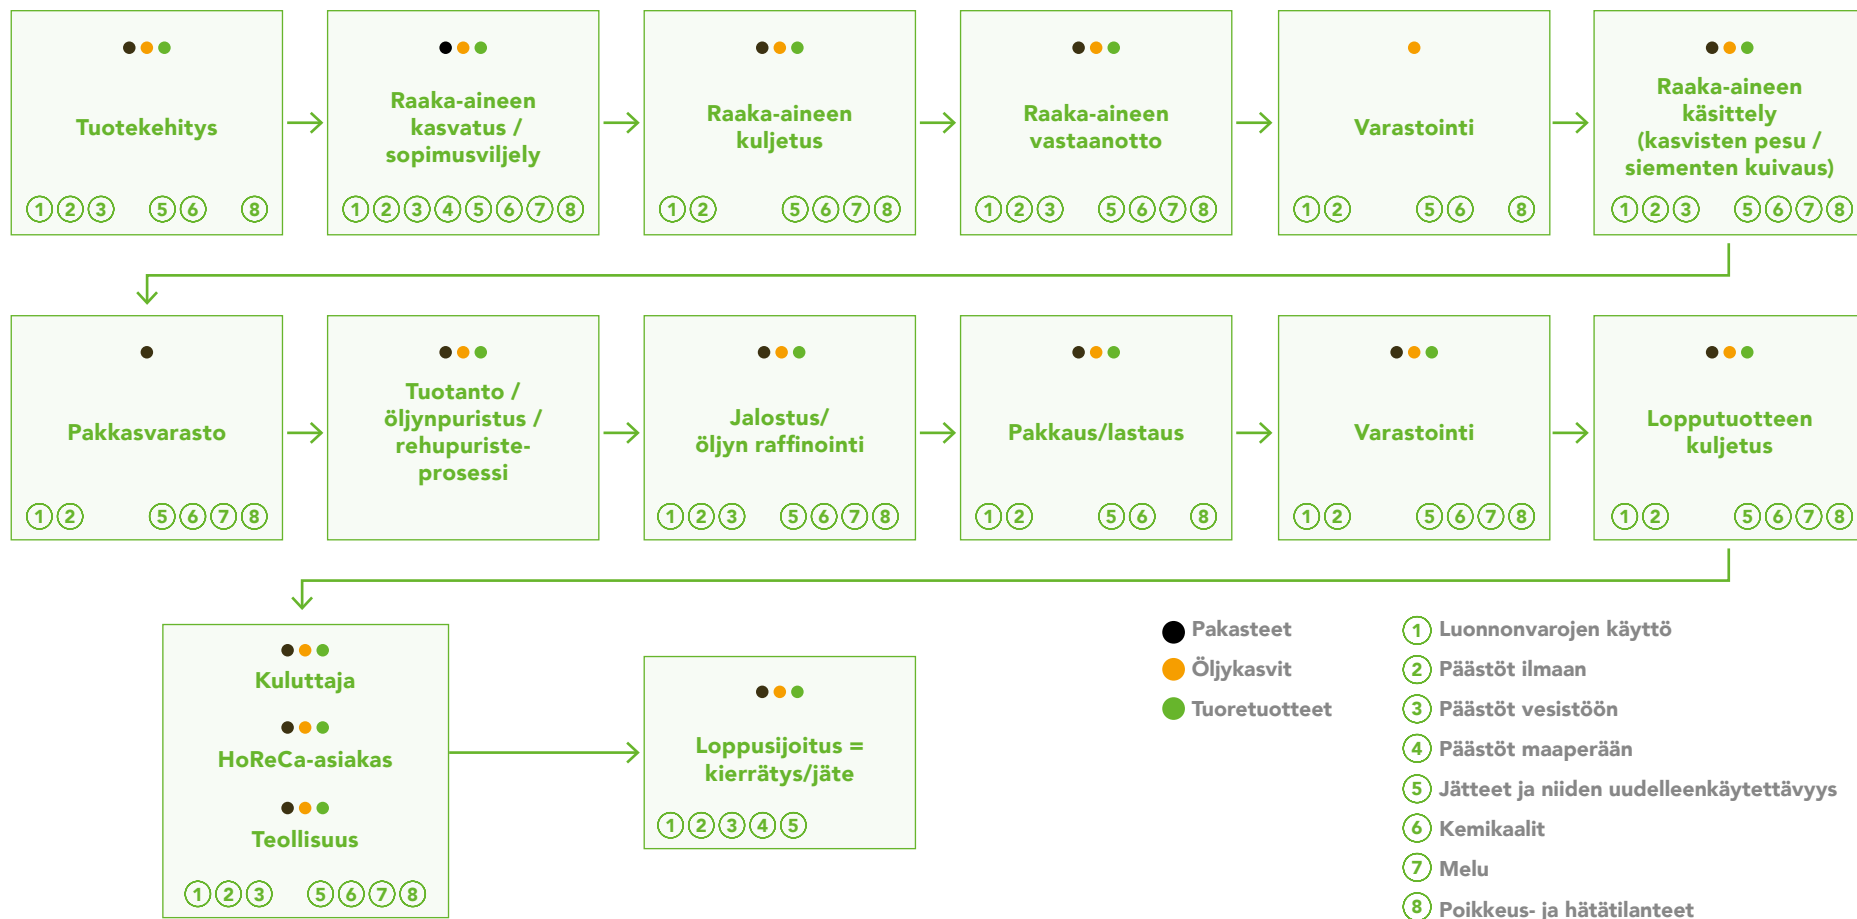 Tuotekehitys
1 2 3 5 6 8
Raaka-aineen
kasvatus /
sopimusviljely
1 2 3 4 5 6 7 8
Raaka-aineen
kuljetus
1 2 5 6 7 8
Raaka-aineen
vastaanotto
1 2 3 5 6 7 8
Varastointi
1 2 5 6 8
Raaka-aineen
käsittely
(kasvisten pesu /
siementen kuivaus)
1 2 3 5 6 7 8
Pakkasvarasto
1 2 5 6 7 8
Tuotanto /
öljynpuristus /
rehupuriste-
prosessi
Jalostus/
öljyn raffinointi
1 2 3 5 6 7 8
Pakkaus/lastaus
1 2 5 6 8
Varastointi
1 2 5 6 7 8
Lopputuotteen
kuljetus
1 2 5 6 7 8
Kuluttaja
HoReCa-asiakas
Teollisuus
1 2 3 5 6 7 8
Loppusijoitus =
kierrätys/jäte
1 2 3 4 5
Pakasteet
Öljykasvit
Tuoretuotteet
1 Luonnonvarojen käyttö
2 Päästöt ilmaan
3 Päästöt vesistöön
4 Päästöt maaperään
5 Jätteet ja niiden uudelleenkäytettävyys
6 Kemikaalit
7 Melu
8 Poikkeus- ja hätätilanteet